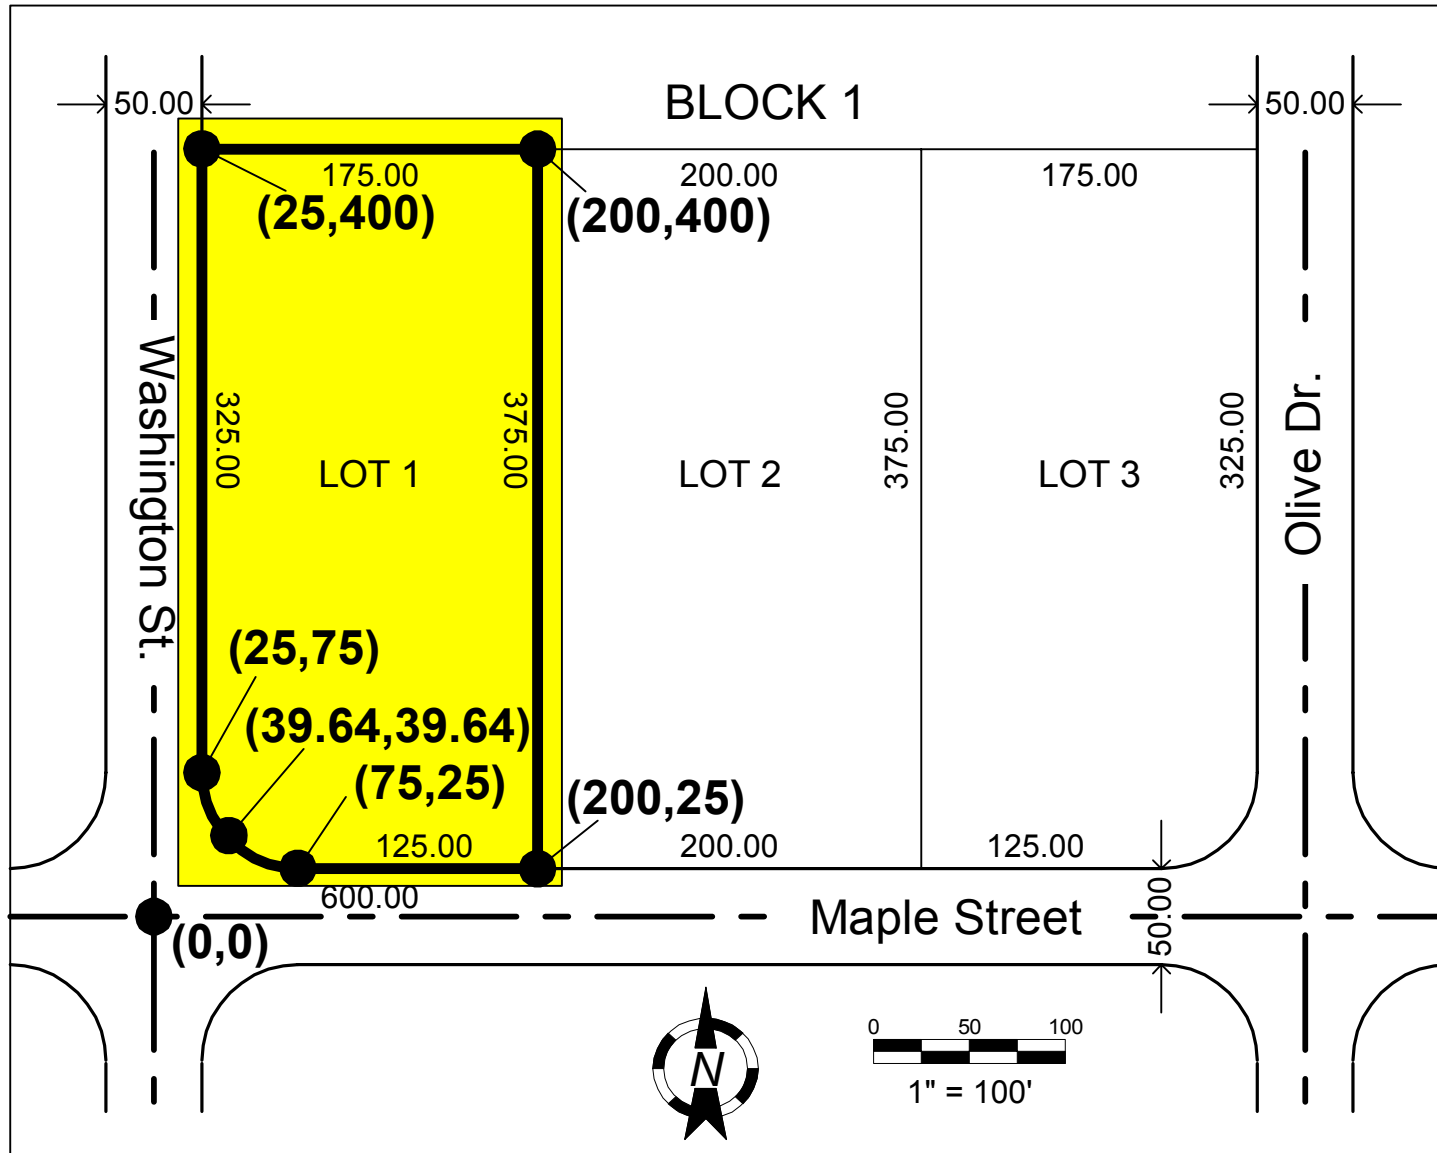 BLOCK 1
50.00
50.00
175.00
200.00
175.00
(25,400)
(200,400)
Washington St.
325.00
375.00
375.00
325.00
Olive Dr.
LOT 1
LOT 2
LOT 3
(25,75)
(39.64,39.64)
(75,25)
(200,25)
125.00
200.00
125.00
600.00
50.00
Maple Street
(0,0)
N
0 50 100
1" = 100'